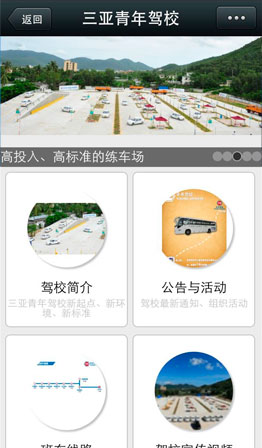 返回
三亚青年驾校
高投入、高标准的练车场
驾校简介
三亚青年驾校新起点、新环
境、新标准
公告与活动
驾校最新通知、组织活动
班车线路
驾校宣传视频